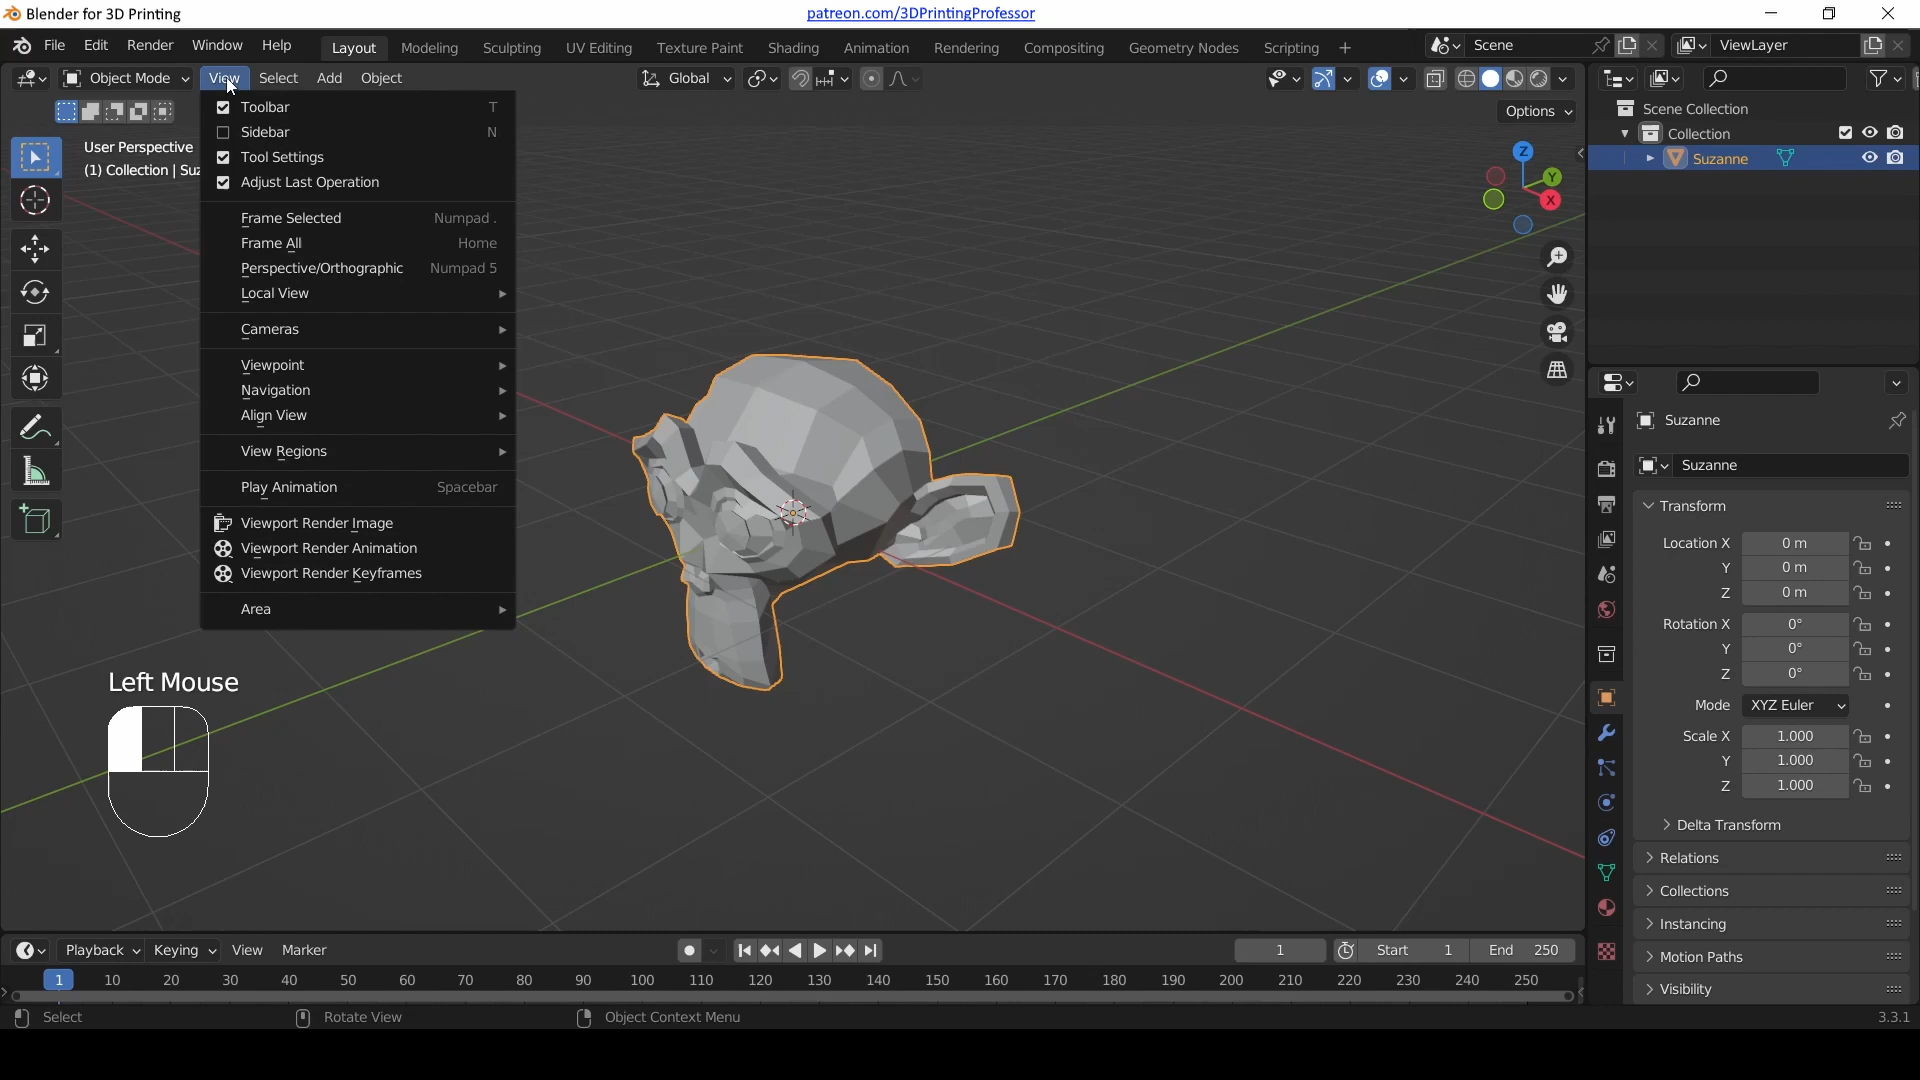 Blender for 3D Printing
patreon.com/3DPrintingProfessor
File Edit Render Window Help
Layout Modeling Sculpting UV Editing Texture Paint Shading Animation Rendering Compositing Geometry Nodes Scripting +
Scene
ViewLayer
Object Mode View Select Add Object
Global
Options
User Perspective
(1) Collection | Suz
Toolbar T
Sidebar N
Tool Settings
Adjust Last Operation
Frame Selected Numpad .
Frame All Home
Perspective/Orthographic Numpad 5
Local View
Cameras
Viewpoint
Navigation
Align View
View Regions
Play Animation Spacebar
Viewport Render Image
Viewport Render Animation
Viewport Render Keyframes
Area
Left Mouse
Z
Y
X
Scene Collection
Collection
Suzanne
Suzanne
Suzanne
Transform
Location X 0 m
Y 0 m
Z 0 m
Rotation X 0°
Y 0°
Z 0°
Mode XYZ Euler
Scale X 1.000
Y 1.000
Z 1.000
Delta Transform
Relations
Collections
Instancing
Motion Paths
Visibility
Playback Keying View Marker
1
Start 1
End 250
1 10 20 30 40 50 60 70 80 90 100 110 120 130 140 150 160 170 180 190 200 210 220 230 240 250
Select
Rotate View
Object Context Menu
3.3.1